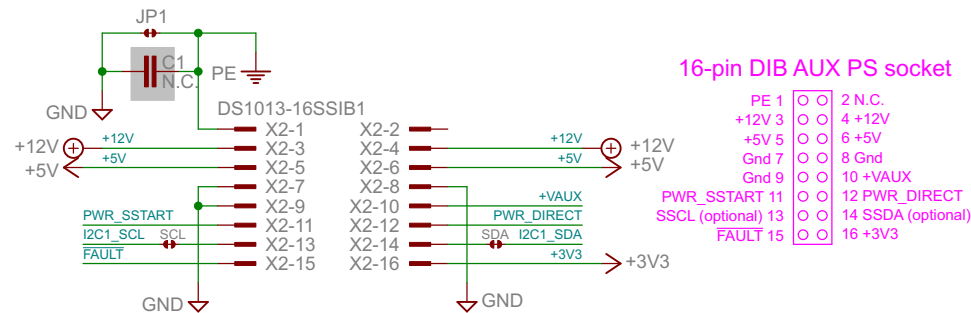 JP1
C1
N.C.
PE
GND
DS1013-16SSIB1
X2-1
X2-2
+12V
+12V
X2-3
X2-4
+12V
+12V
+5V
+5V
X2-5
X2-6
+5V
+5V
X2-7
X2-8
X2-9
X2-10
+VAUX
PWR_SSTART
X2-11
X2-12
PWR_DIRECT
I2C1_SCL
SCL
X2-13
X2-14
SDA
I2C1_SDA
FAULT
X2-15
X2-16
+3V3
+3V3
GND
GND
16-pin DIB AUX PS socket
PE 1
2 N.C.
+12V 3
4 +12V
+5V 5
6 +5V
Gnd 7
8 Gnd
Gnd 9
10 +VAUX
PWR_SSTART 11
12 PWR_DIRECT
SSCL (optional) 13
14 SSDA (optional)
FAULT 15
16 +3V3